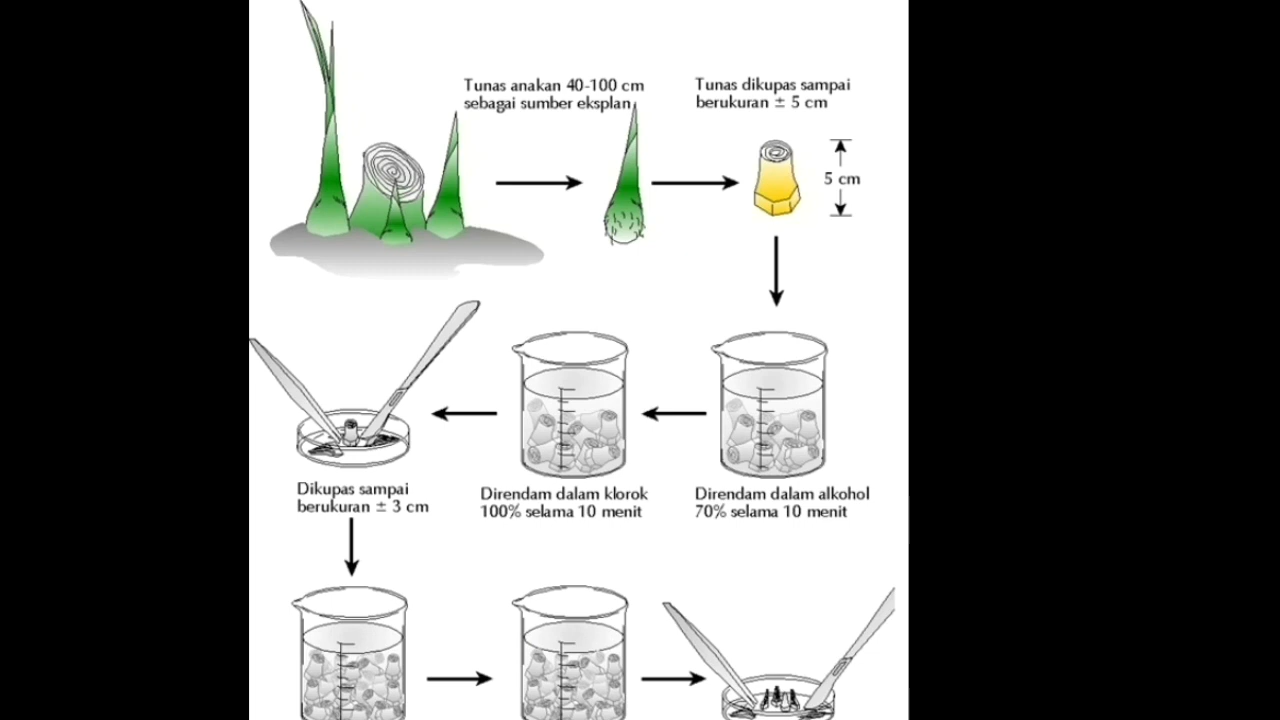 Tunas anakan 40-100 cm
sebagai sumber eksplan
Tunas dikupas sampai
berukuran ± 5 cm
5 cm
Direndam dalam alkohol
70% selama 10 menit
Direndam dalam klorok
100% selama 10 menit
Dikupas sampai
berukuran ± 3 cm